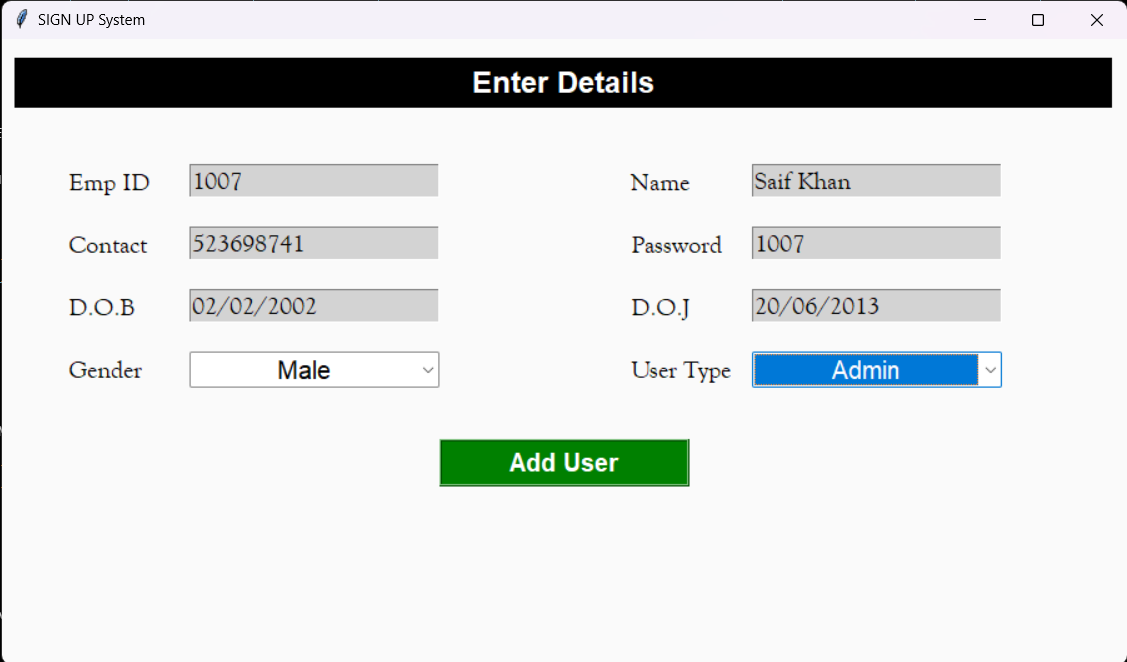 SIGN UP System
Enter Details
Emp ID 1007 Name Saif Khan
Contact 523698741 Password 1007
D.O.B 02/02/2002 D.O.J 20/06/2013
Gender Male User Type Admin
Add User